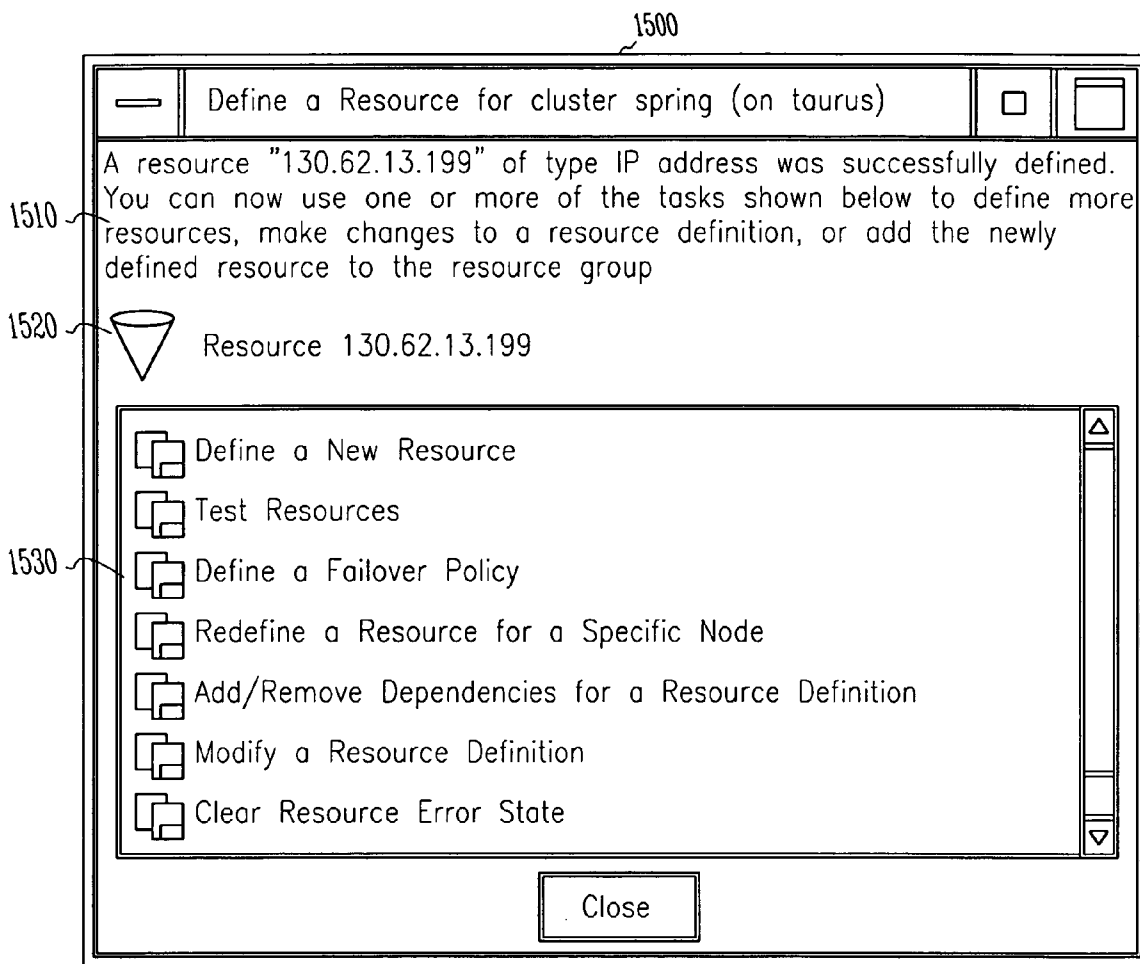 1500
Define a Resource for cluster spring (on taurus)
A resource "130.62.13.199" of type IP address was successfully defined.
You can now use one or more of the tasks shown below to define more
1510
resources, make changes to a resource definition, or add the newly
defined resource to the resource group
1520
Resource 130.62.13.199
Define a New Resource
Test Resources
1530
Define a Failover Policy
Redefine a Resource for a Specific Node
Add/Remove Dependencies for a Resource Definition
Modify a Resource Definition
Clear Resource Error State
Close